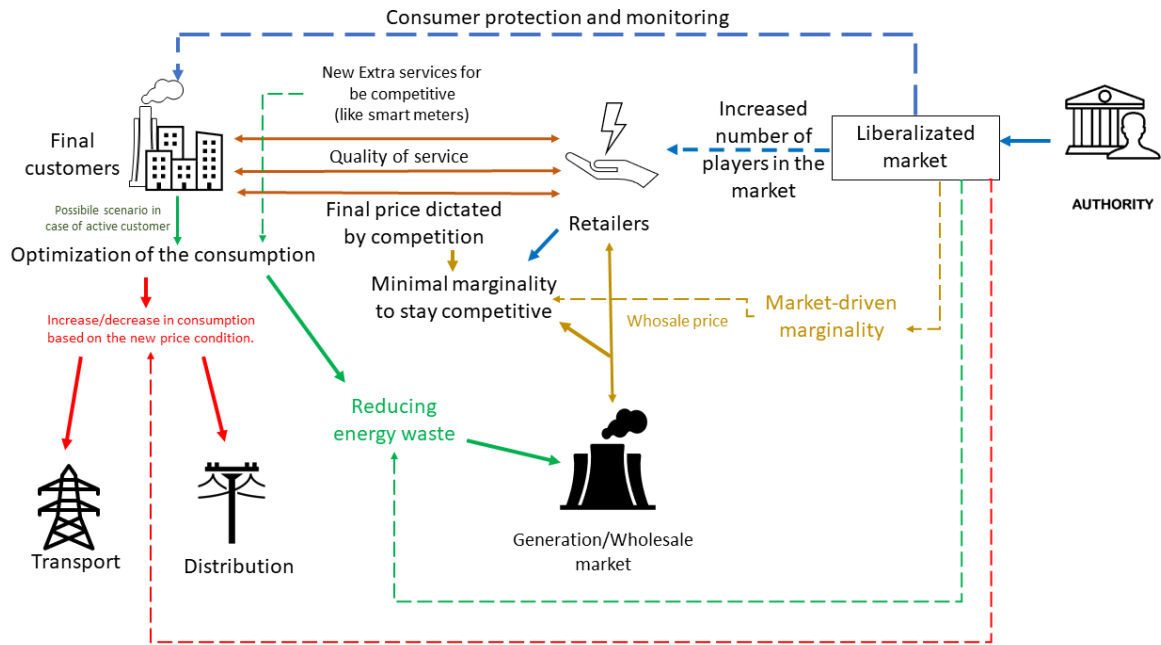 Consumer protection and monitoring
New Extra services for
be competitive
(like smart meters)
Final
customers
Quality of service
Increased
number of
players in the
market
Liberalizated
market
AUTHORITY
Possibile scenario in
case of active customer
Final price dictated
by competition
Retailers
Optimization of the consumption
Minimal marginality
to stay competitive
Whosale price
Market-driven
marginality
Increase/decrease in consumption
based on the new price condition.
Reducing
energy waste
Transport
Distribution
Generation/Wholesale
market